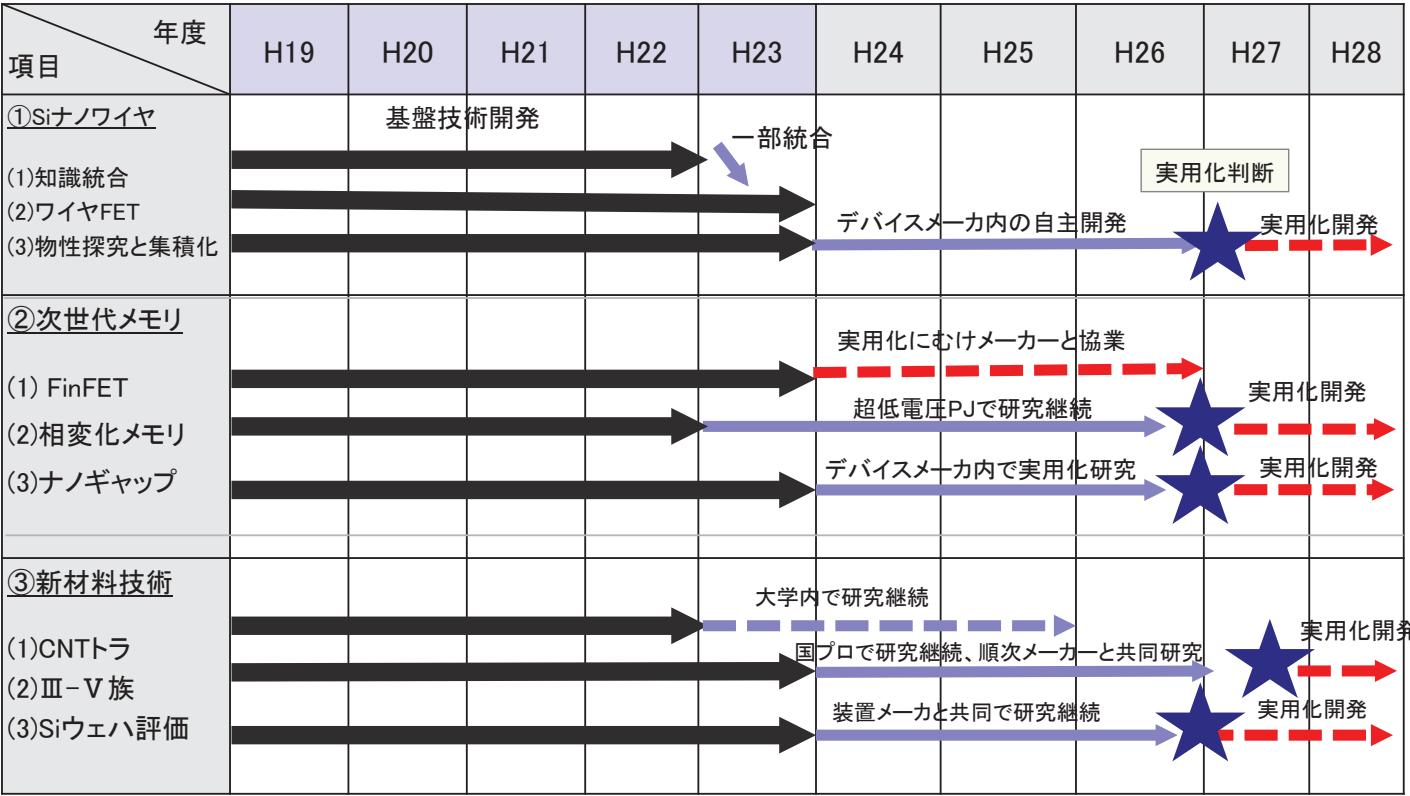 年度
項目
H19 H20 H21 H22 H23 H24 H25 H26 H27 H28
①Siナノワイヤ
基盤技術開発
一部統合
(1)知識統合
実用化判断
(2)ワイヤFET
(3)物性探究と集積化
デバイスメーカ内の自主開発
実用化開発
②次世代メモリ
実用化にむけメーカーと協業
(1) FinFET
実用化開発
(2)相変化メモリ
超低電圧PJで研究継続
(3)ナノギャップ
デバイスメーカ内で実用化研究
実用化開発
③新材料技術
大学内で研究継続
(1)CNTトラ
国プロで研究継続、順次メーカーと共同研究
実用化開発
(2)Ⅲ-Ⅴ族
(3)Siウェハ評価
装置メーカと共同で研究継続
実用化開発